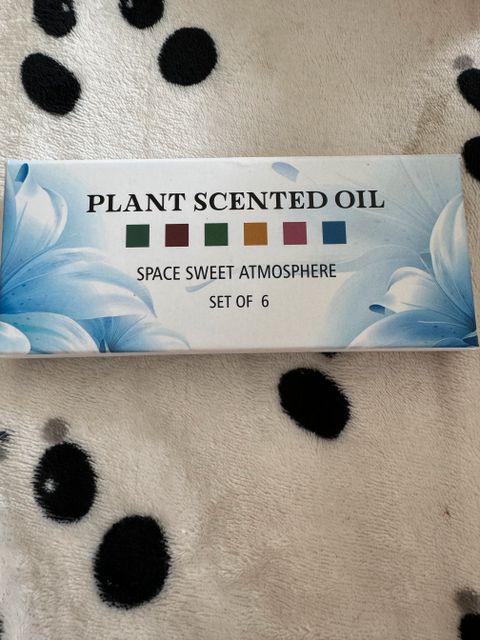 PLANT SCENTED OIL
SPACE SWEET ATMOSPHERE
SET OF 6